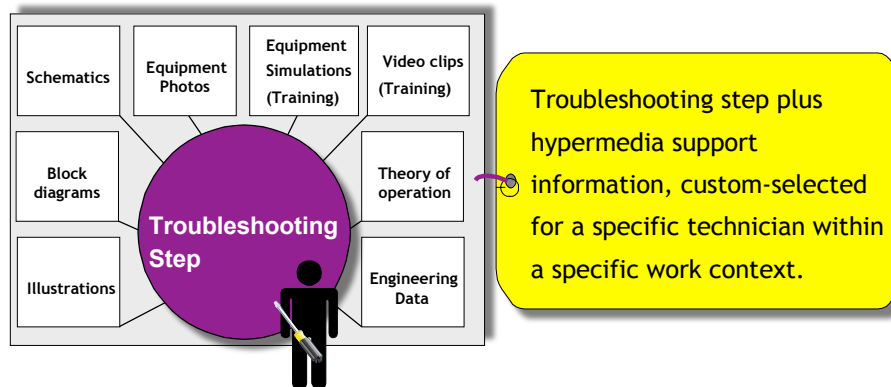 Schematics
Equipment
Photos
Equipment
Simulations
(Training)
Video clips
(Training)
Block
diagrams
Theory of
operation
Troubleshooting
Step
Illustrations
Engineering
Data
Troubleshooting step plus
hypermedia support
information, custom-selected
for a specific technician within
a specific work context.